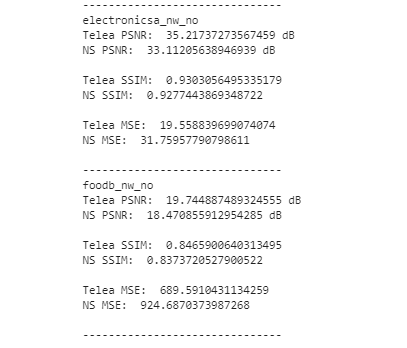 ------------------------------
electronicsa_nw_no
Telea PSNR:  35.21737273567459 dB
NS PSNR:  33.11205638946939 dB
Telea SSIM:  0.9303056495335179
NS SSIM:  0.9277443869348722
Telea MSE:  19.558839699074074
NS MSE:  31.75957790798611
------------------------------
foodb_nw_no
Telea PSNR:  19.744887489324555 dB
NS PSNR:  18.470855912954285 dB
Telea SSIM:  0.8465900640313495
NS SSIM:  0.8373720527900522
Telea MSE:  689.5910431134259
NS MSE:  924.6870373987268
------------------------------